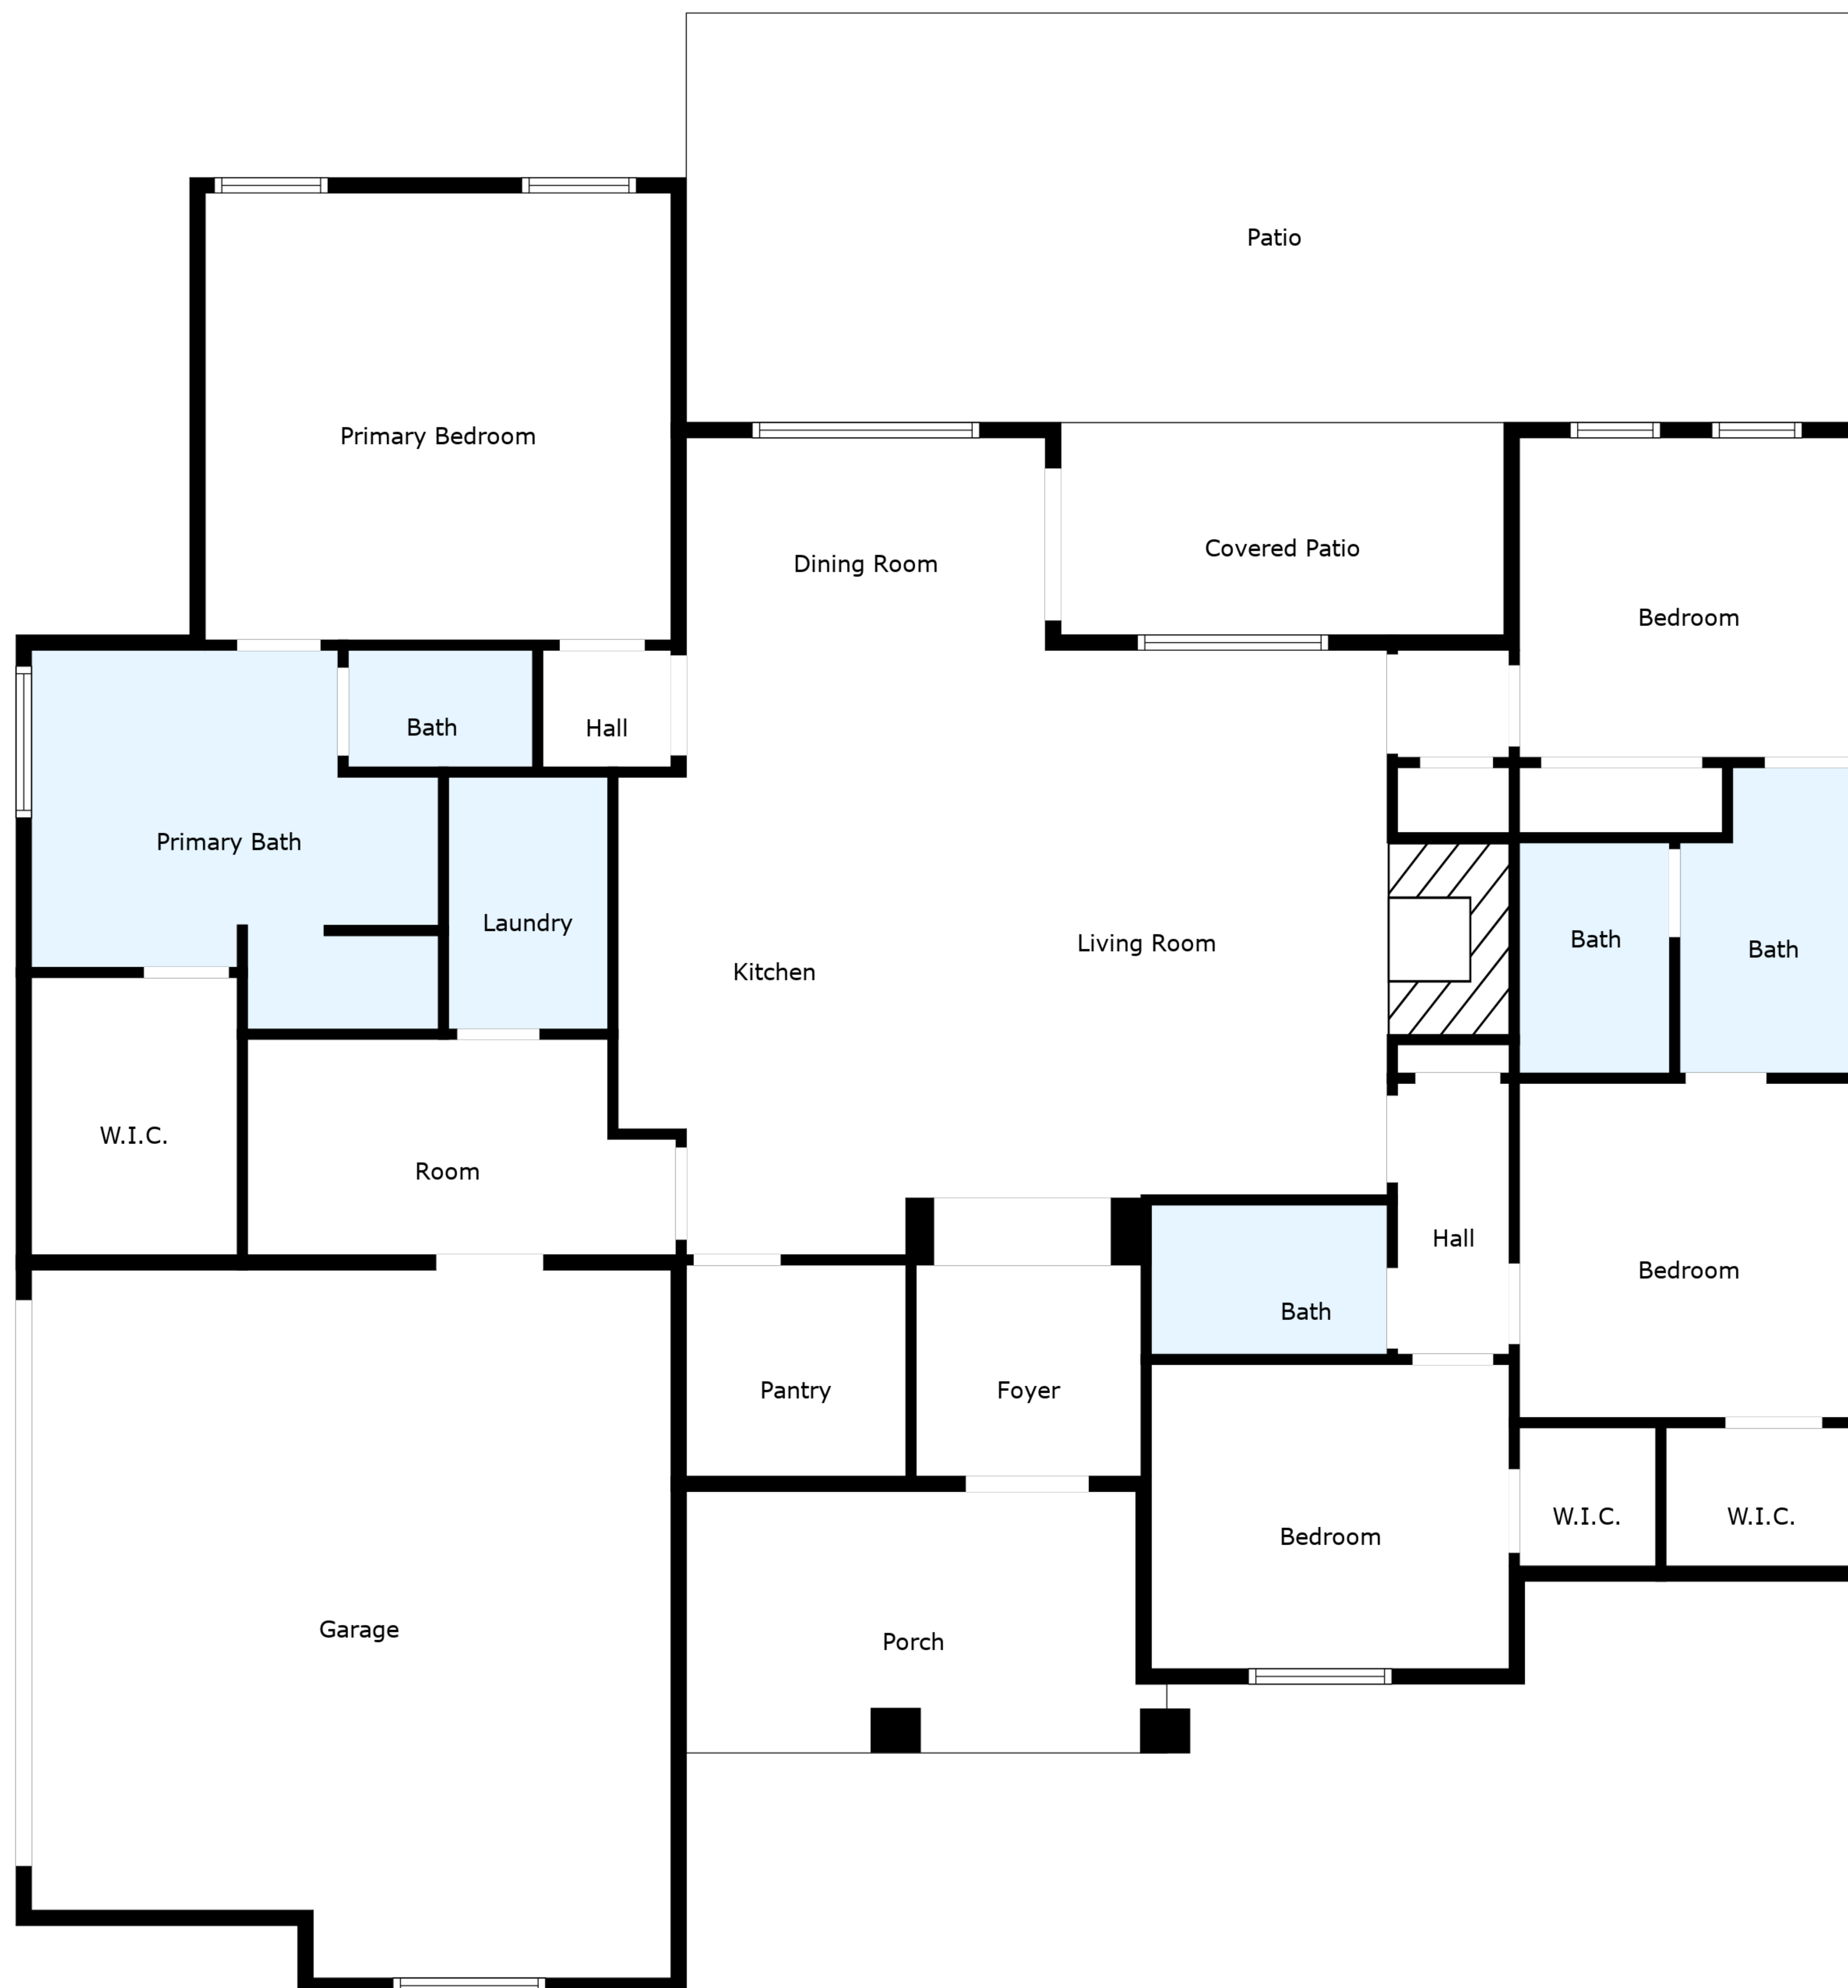 Patio
Primary Bedroom
Dining Room
Covered Patio
Bedroom
Bath
Hall
Primary Bath
Laundry
Kitchen
Living Room
Bath
Bath
W.I.C.
Room
Hall
Bedroom
Bath
Pantry
Foyer
W.I.C.
W.I.C.
Bedroom
Garage
Porch